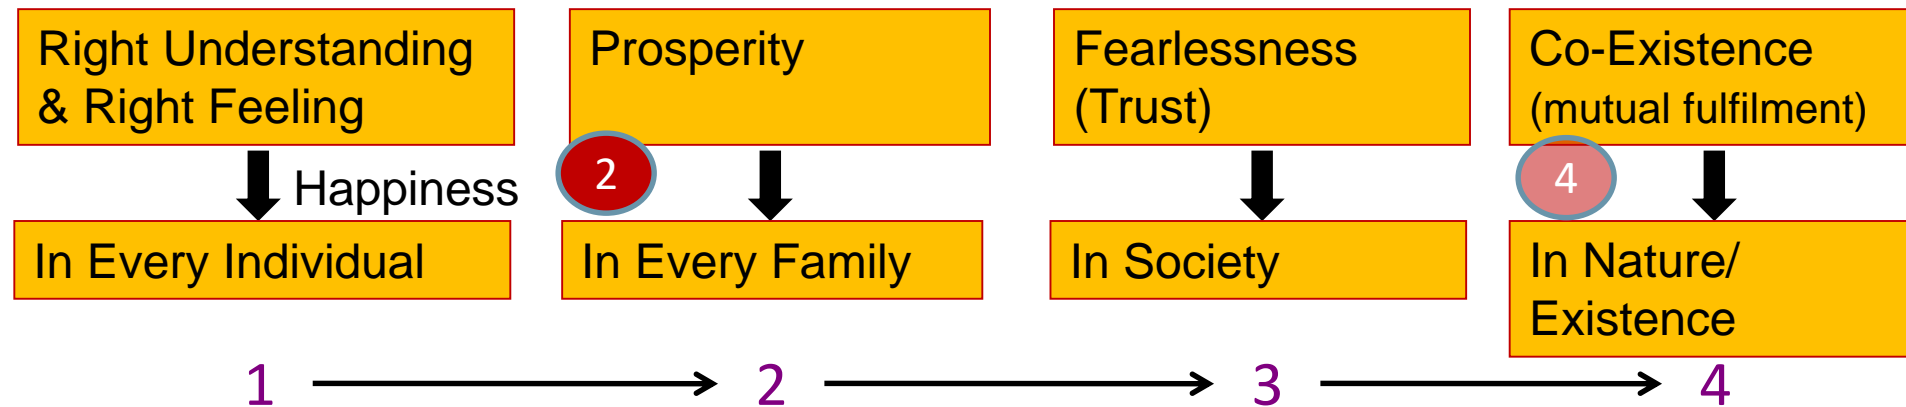 Right Understanding
& Right Feeling
Prosperity
Fearlessness
(Trust)
Co-Existence
(mutual fulfilment)
Happiness
2
4
In Every Individual
In Every Family
In Society
In Nature/
Existence
1
2
3
4